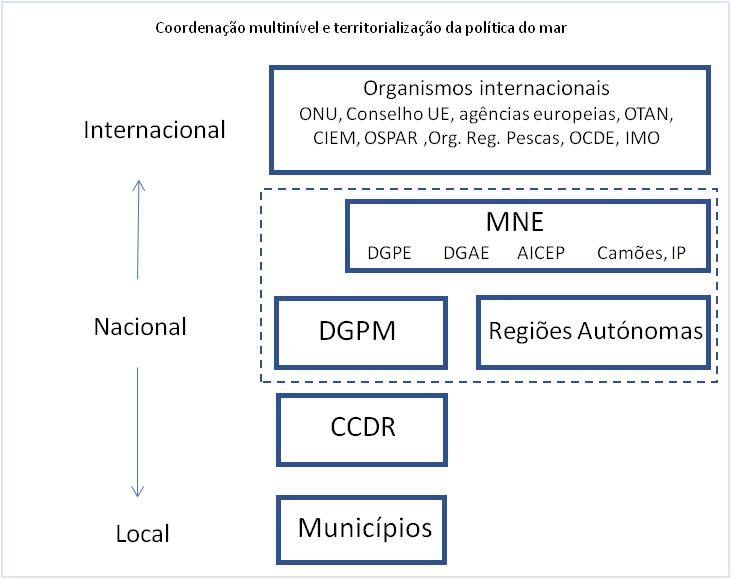 Coordenação multinível e territorialização da política do mar
Organismos internacionais
ONU, Conselho UE, agências europeias, OTAN,
CIEM, OSPAR ,Org. Reg. Pescas, OCDE, IMO
Internacional
MNE
DGPE DGAE AICEP Camões, IP
Nacional
DGPM
Regiões Autónomas
CCDR
Local
Municípios